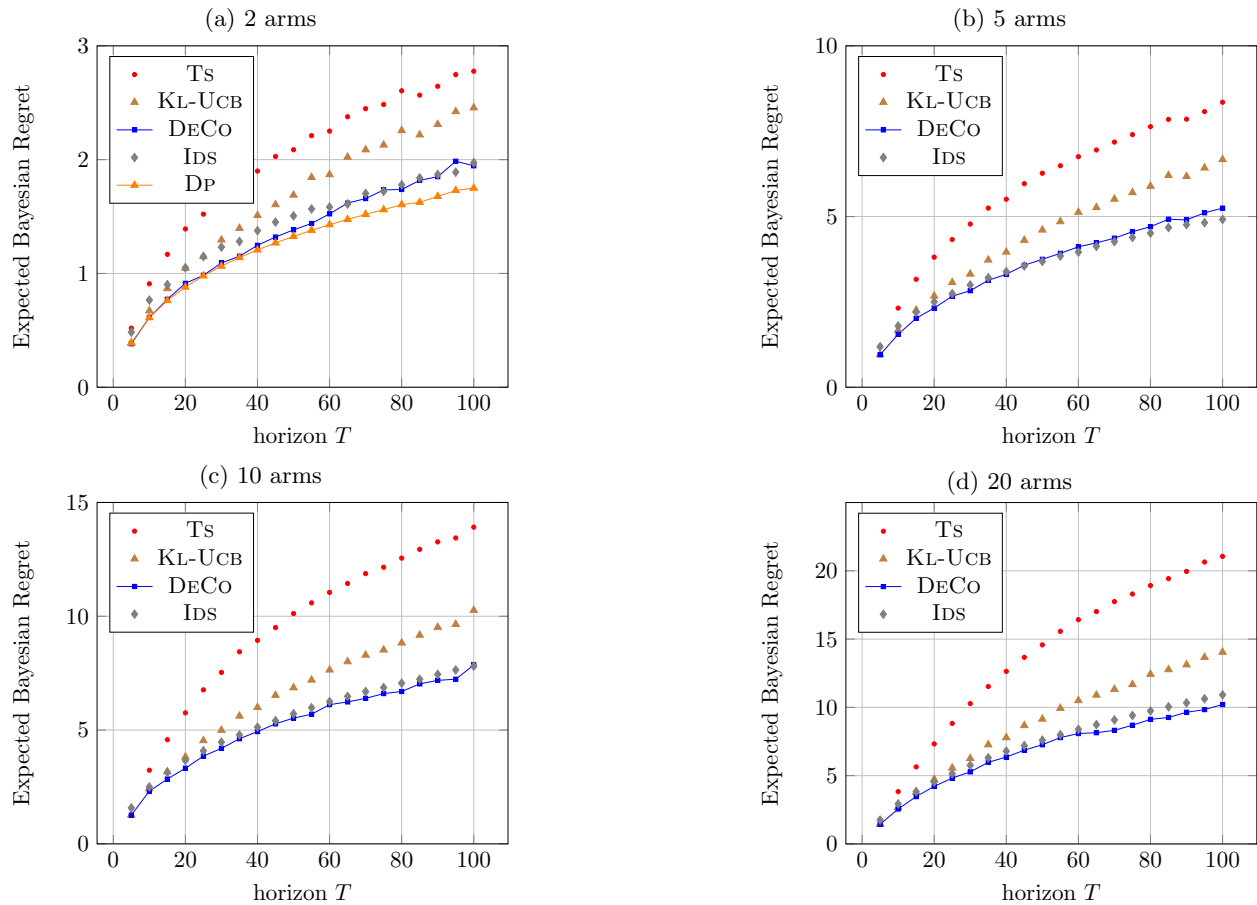 (a) 2 arms
3
2
1
0
0 20 40 60 80 100
Expected Bayesian Regret
horizon T
Ts
Kl-Ucb
DeCo
Ids
Dp
(b) 5 arms
10
5
0
0 20 40 60 80 100
Expected Bayesian Regret
horizon T
Ts
Kl-Ucb
DeCo
Ids
(c) 10 arms
15
10
5
0
0 20 40 60 80 100
Expected Bayesian Regret
horizon T
Ts
Kl-Ucb
DeCo
Ids
(d) 20 arms
20
15
10
5
0
0 20 40 60 80 100
Expected Bayesian Regret
horizon T
Ts
Kl-Ucb
DeCo
Ids